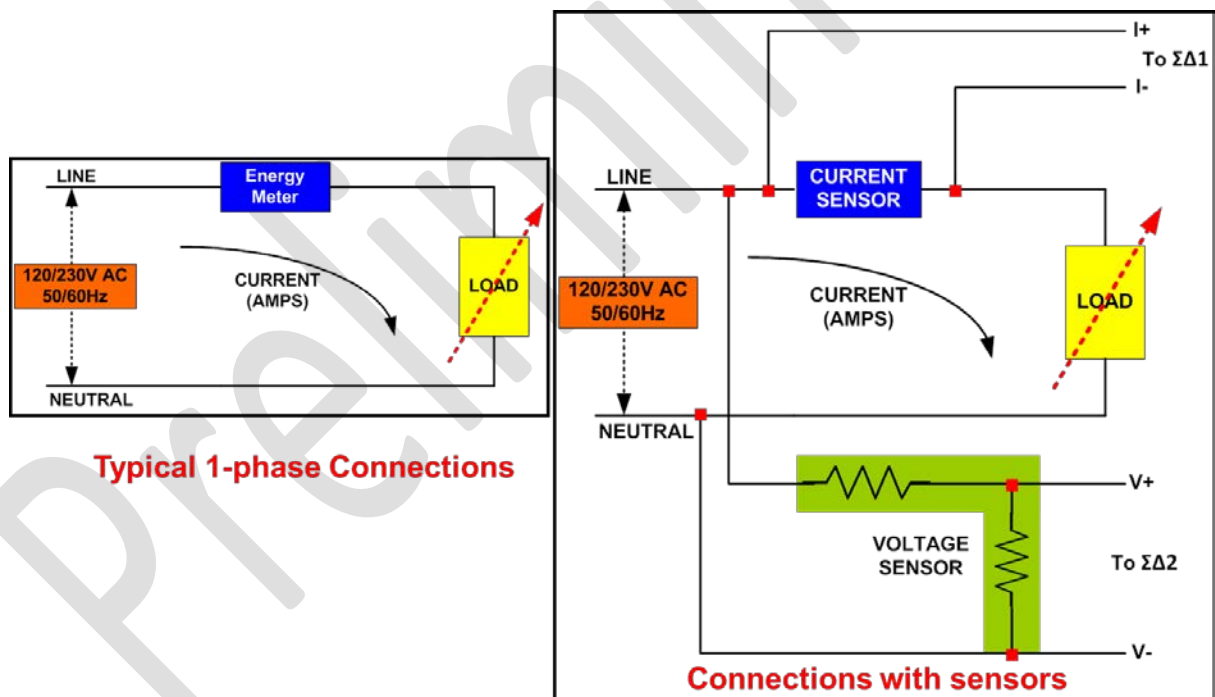 LINE
Energy
Meter
120/230V AC
50/60Hz
CURRENT
(AMPS)
LOAD
NEUTRAL
Typical 1-phase Connections
I+
To ΣΔ1
I-
LINE
CURRENT
SENSOR
120/230V AC
50/60Hz
CURRENT
(AMPS)
LOAD
NEUTRAL
V+
VOLTAGE
SENSOR
To ΣΔ2
V-
Connections with sensors
Prelimin